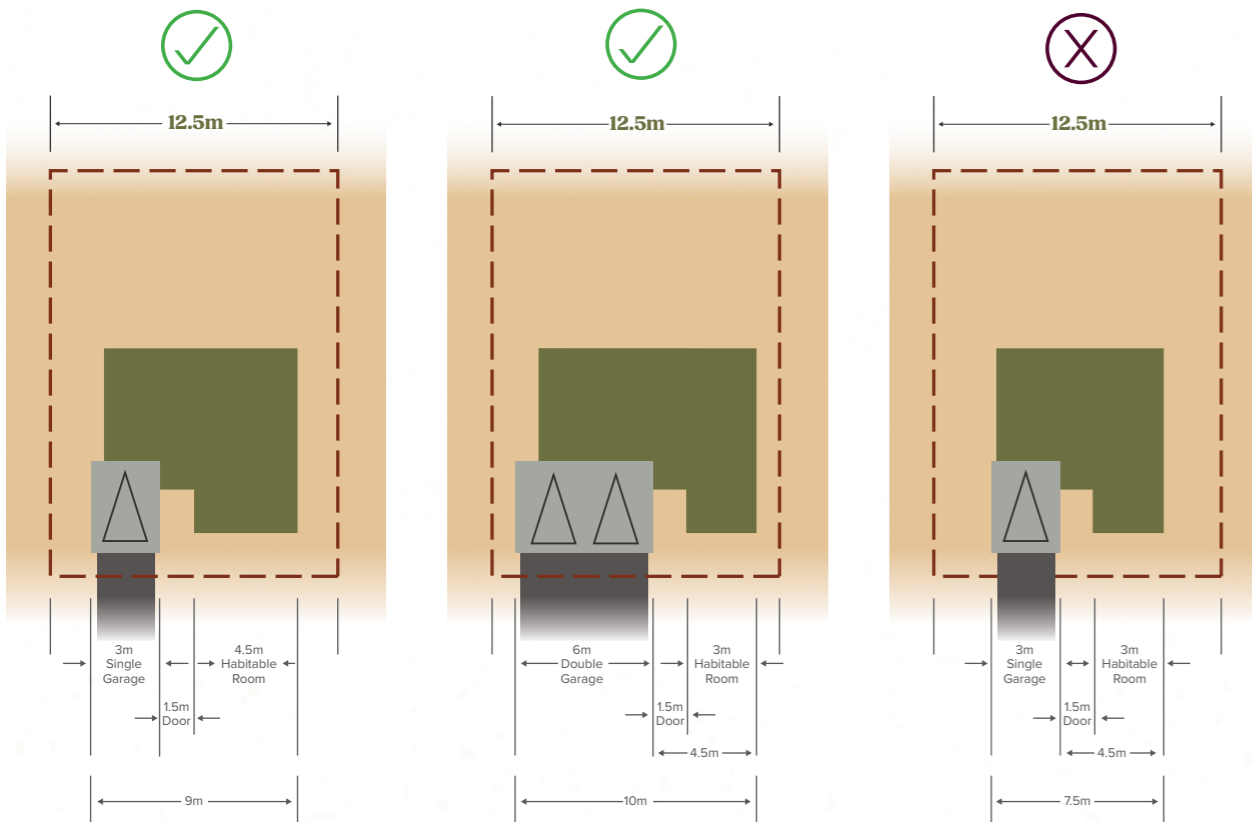 12.5m
12.5m
12.5m
3m
Single
Garage
4.5m
Habitable
Room
1.5m
Door
9m
6m
Double
Garage
3m
Habitable
Room
1.5m
Door
4.5m
10m
3m
Single
Garage
3m
Habitable
Room
1.5m
Door
4.5m
7.5m